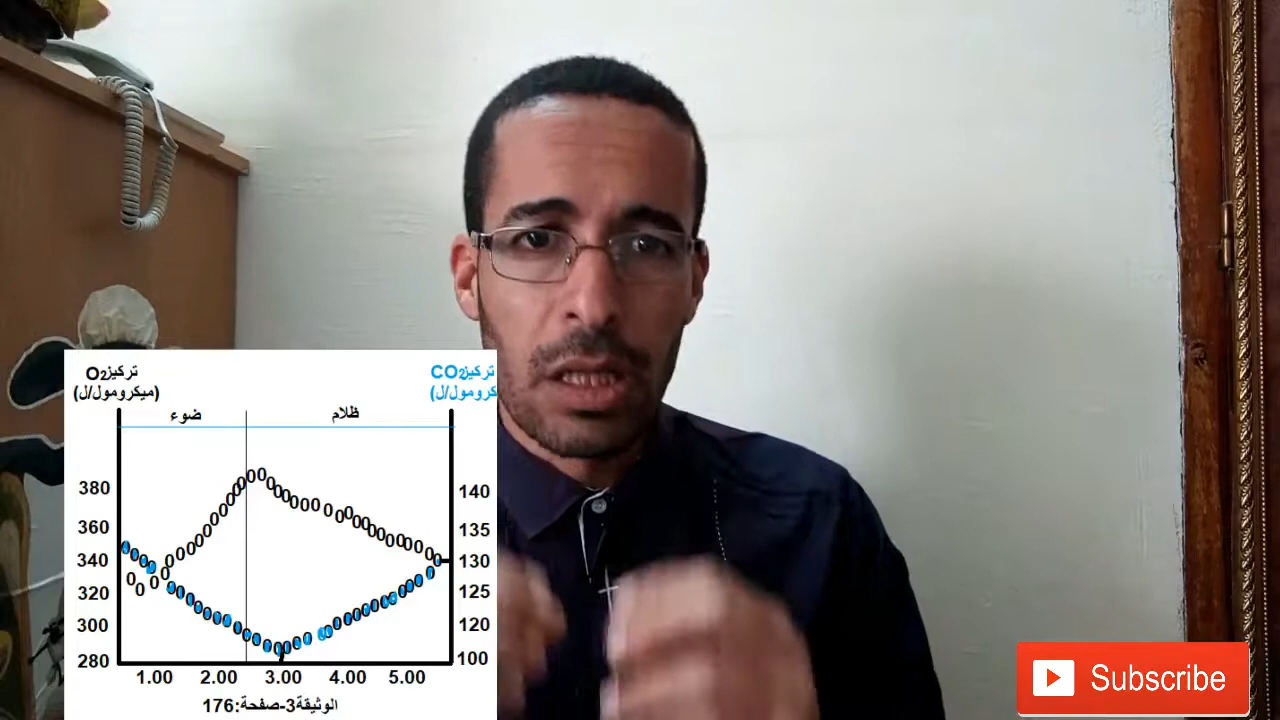 تركيزO2
(ميكرومول/ل)
تركيزCO2
كرومول/ل)
ضوء
ظلام
380
360
340
320
300
280
140
135
130
125
120
100
1.00 2.00 3.00 4.00 5.00
الوثيقة3-صفحة:176
Subscribe